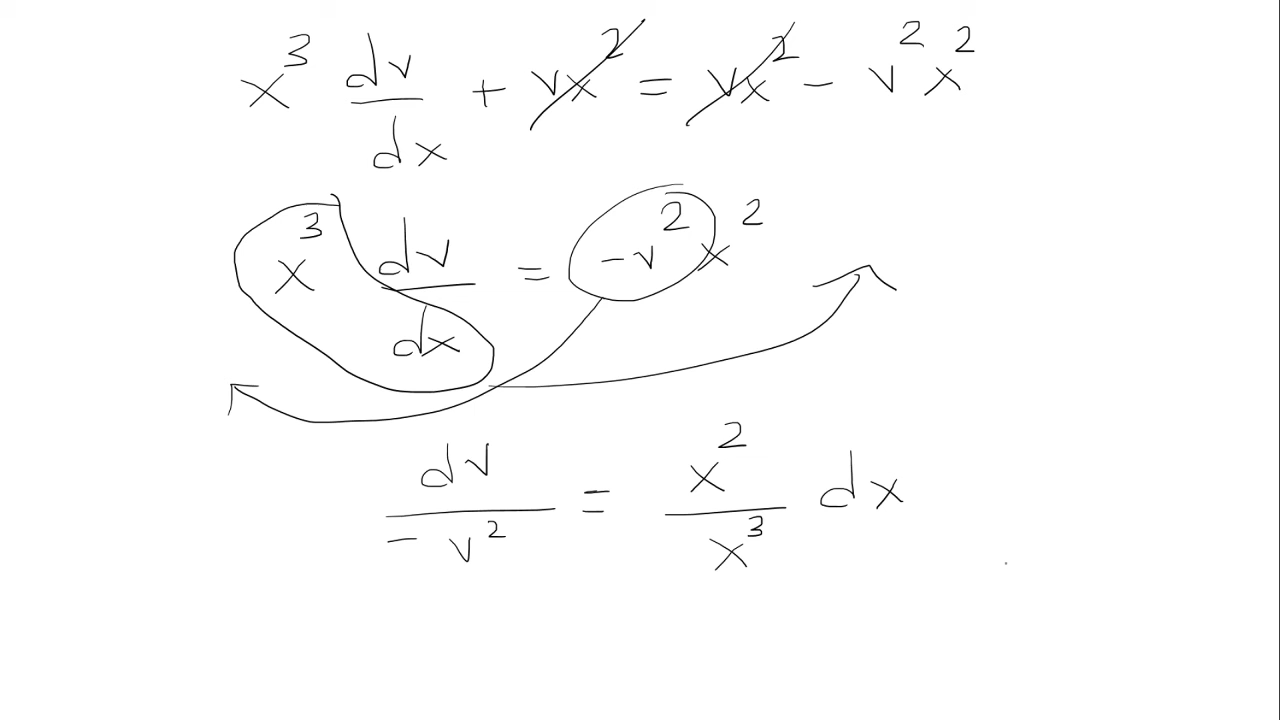 x³ dv/dx + vx² = vx² - v²x²
x³ dv/dx = -v²x²
dv/-v² = x²/x³ dx